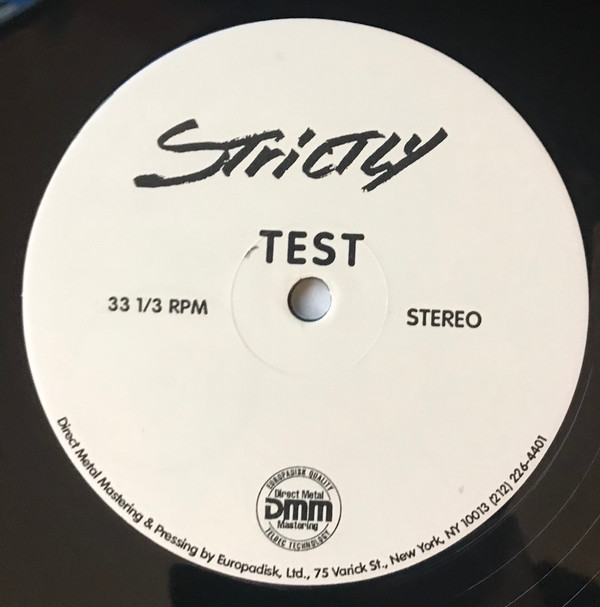 STRICTLY
TEST
33 1/3 RPM
STEREO
EUROPADISK QUALITY
Direct Metal
DMM
Mastering
TELDEC TECHNOLOGY
Direct Metal Mastering & Pressing by Europadisk, Ltd., 75 Varick St., New York, NY 10013 (212) 226-4401